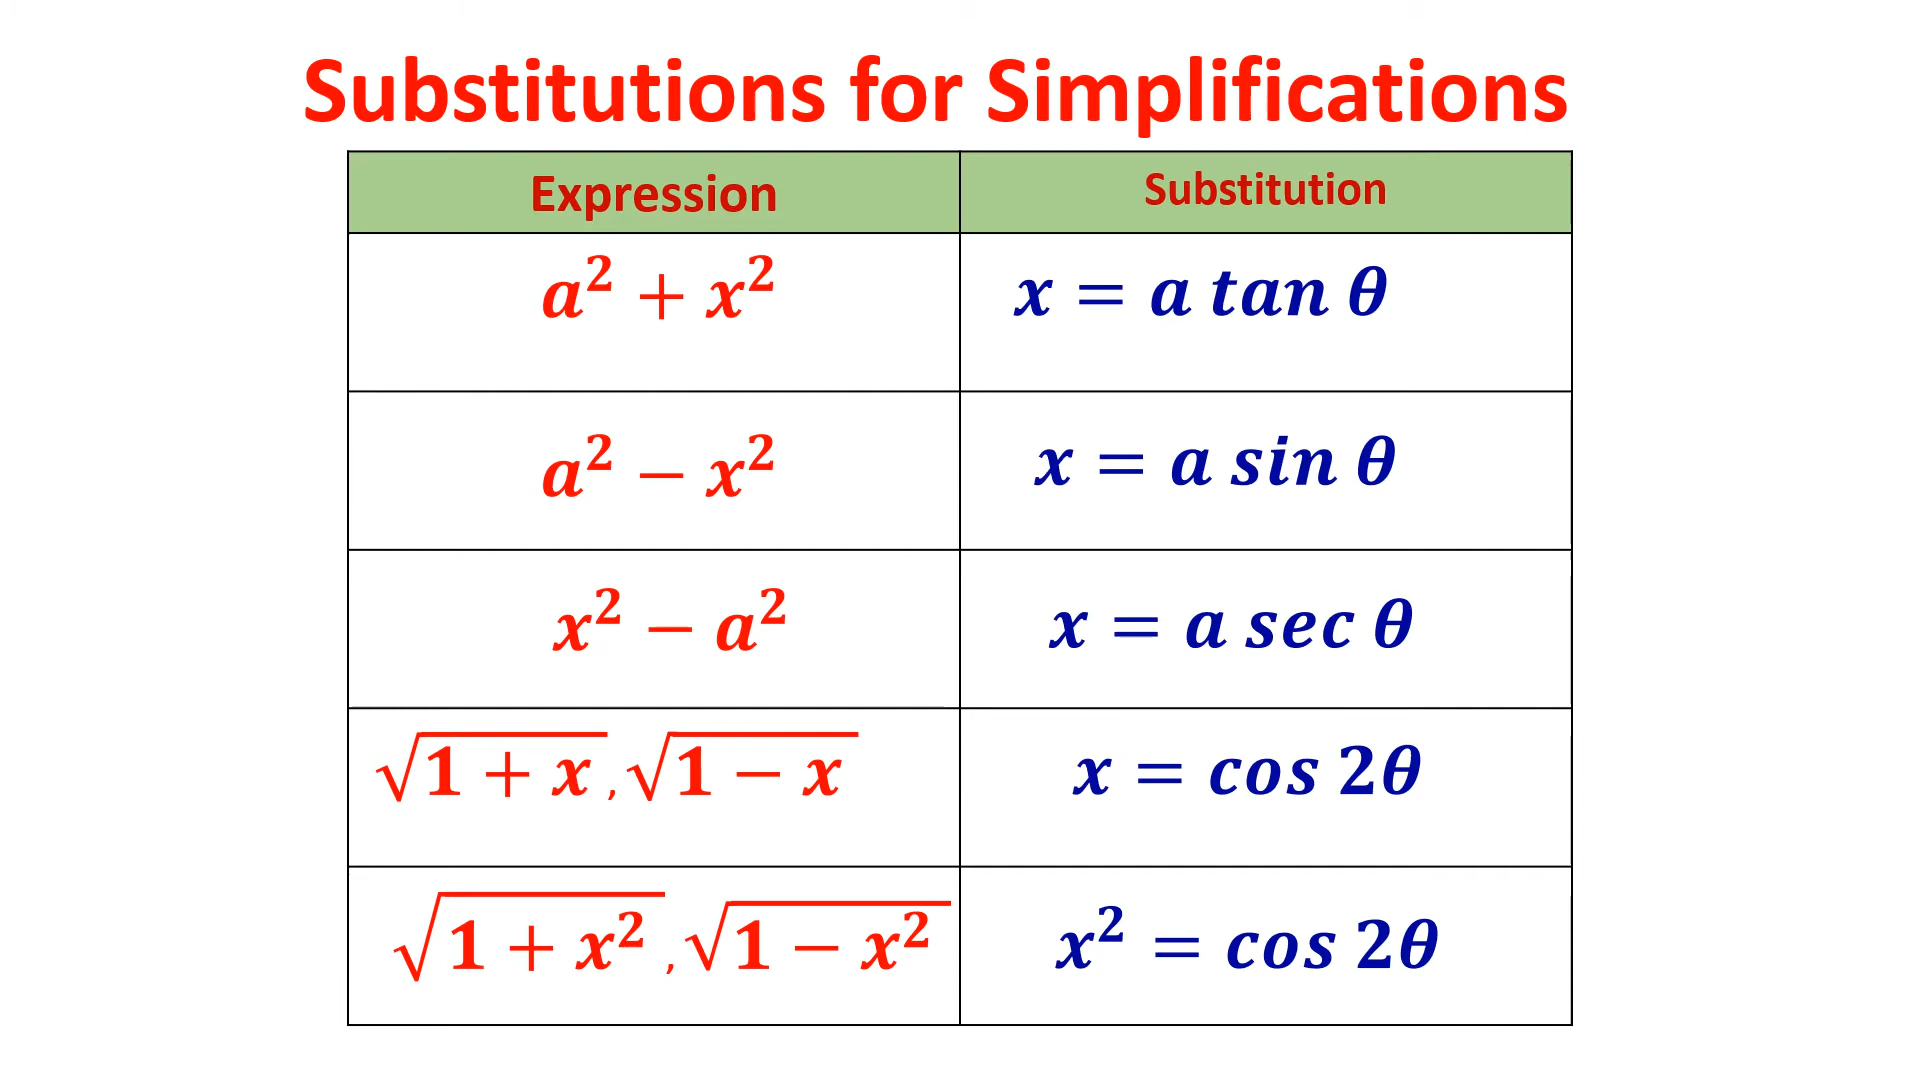 Substitutions for Simplifications
Expression Substitution
a² + x² x = a tan θ
a² − x² x = a sin θ
x² − a² x = a sec θ
√(1 + x) , √(1 − x) x = cos 2θ
√(1 + x²) , √(1 − x²) x² = cos 2θ